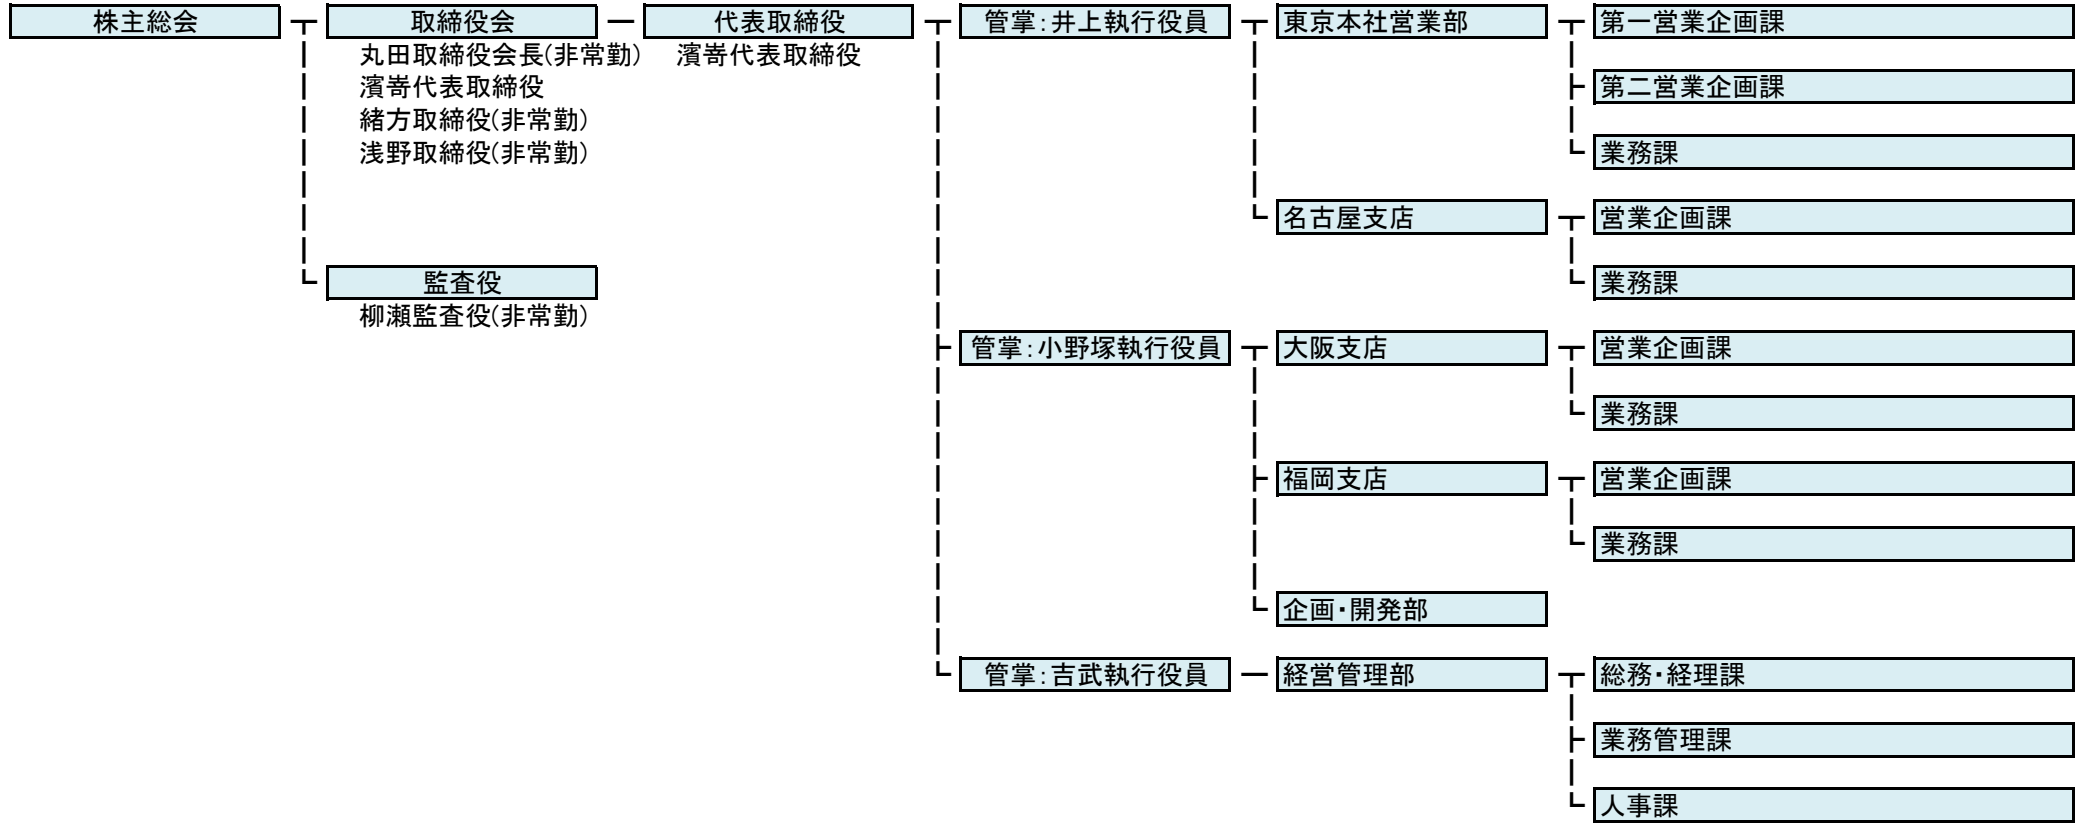 株主総会
取締役会
代表取締役
管掌：井上執行役員
東京本社営業部
第一営業企画課
丸田取締役会長(非常勤)
濱嵜代表取締役
濱嵜代表取締役
第二営業企画課
緒方取締役(非常勤)
浅野取締役(非常勤)
業務課
名古屋支店
営業企画課
監査役
業務課
柳瀬監査役(非常勤)
管掌：小野塚執行役員
大阪支店
営業企画課
業務課
福岡支店
営業企画課
業務課
企画・開発部
管掌：吉武執行役員
経営管理部
総務・経理課
業務管理課
人事課